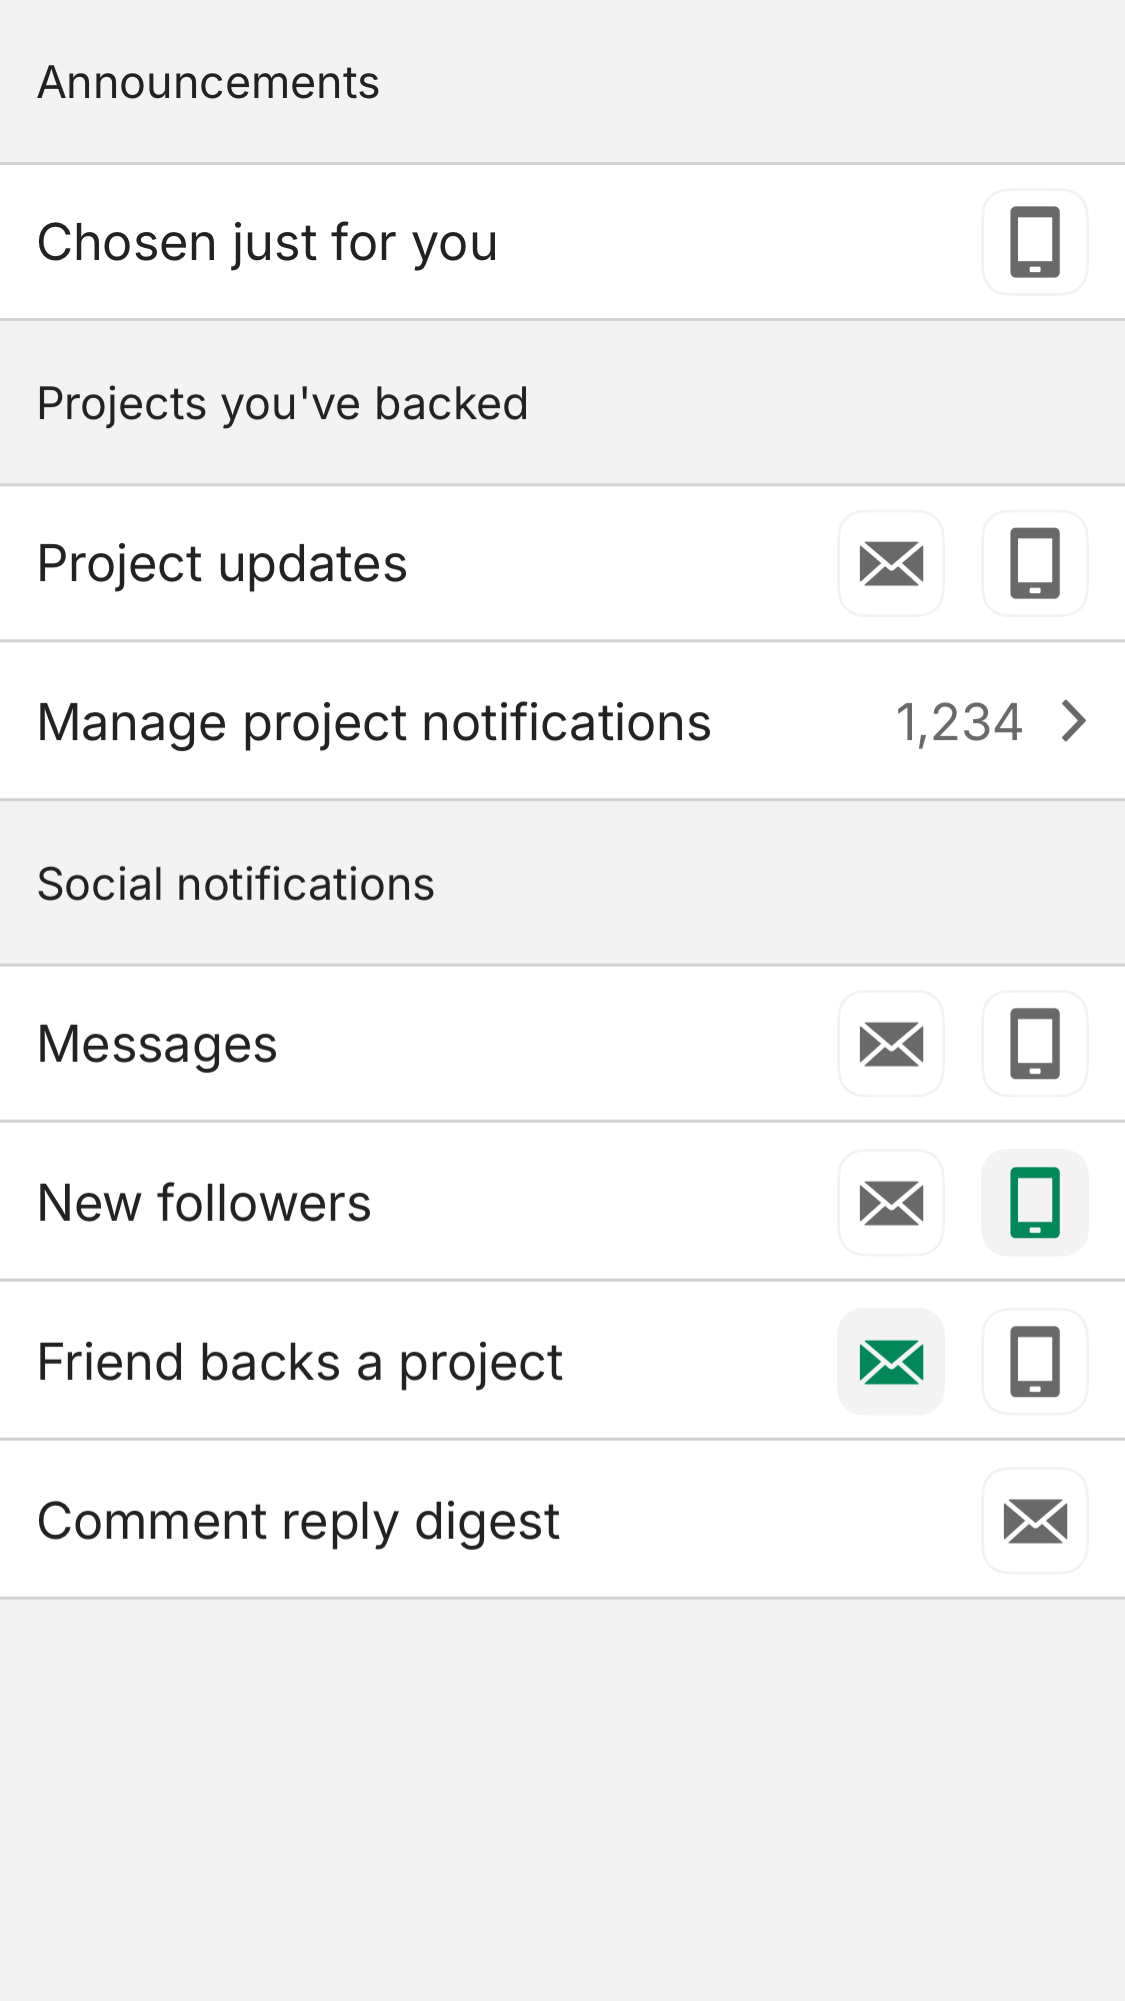 Announcements
Chosen just for you
Projects you've backed
Project updates
Manage project notifications 1,234
Social notifications
Messages
New followers
Friend backs a project
Comment reply digest